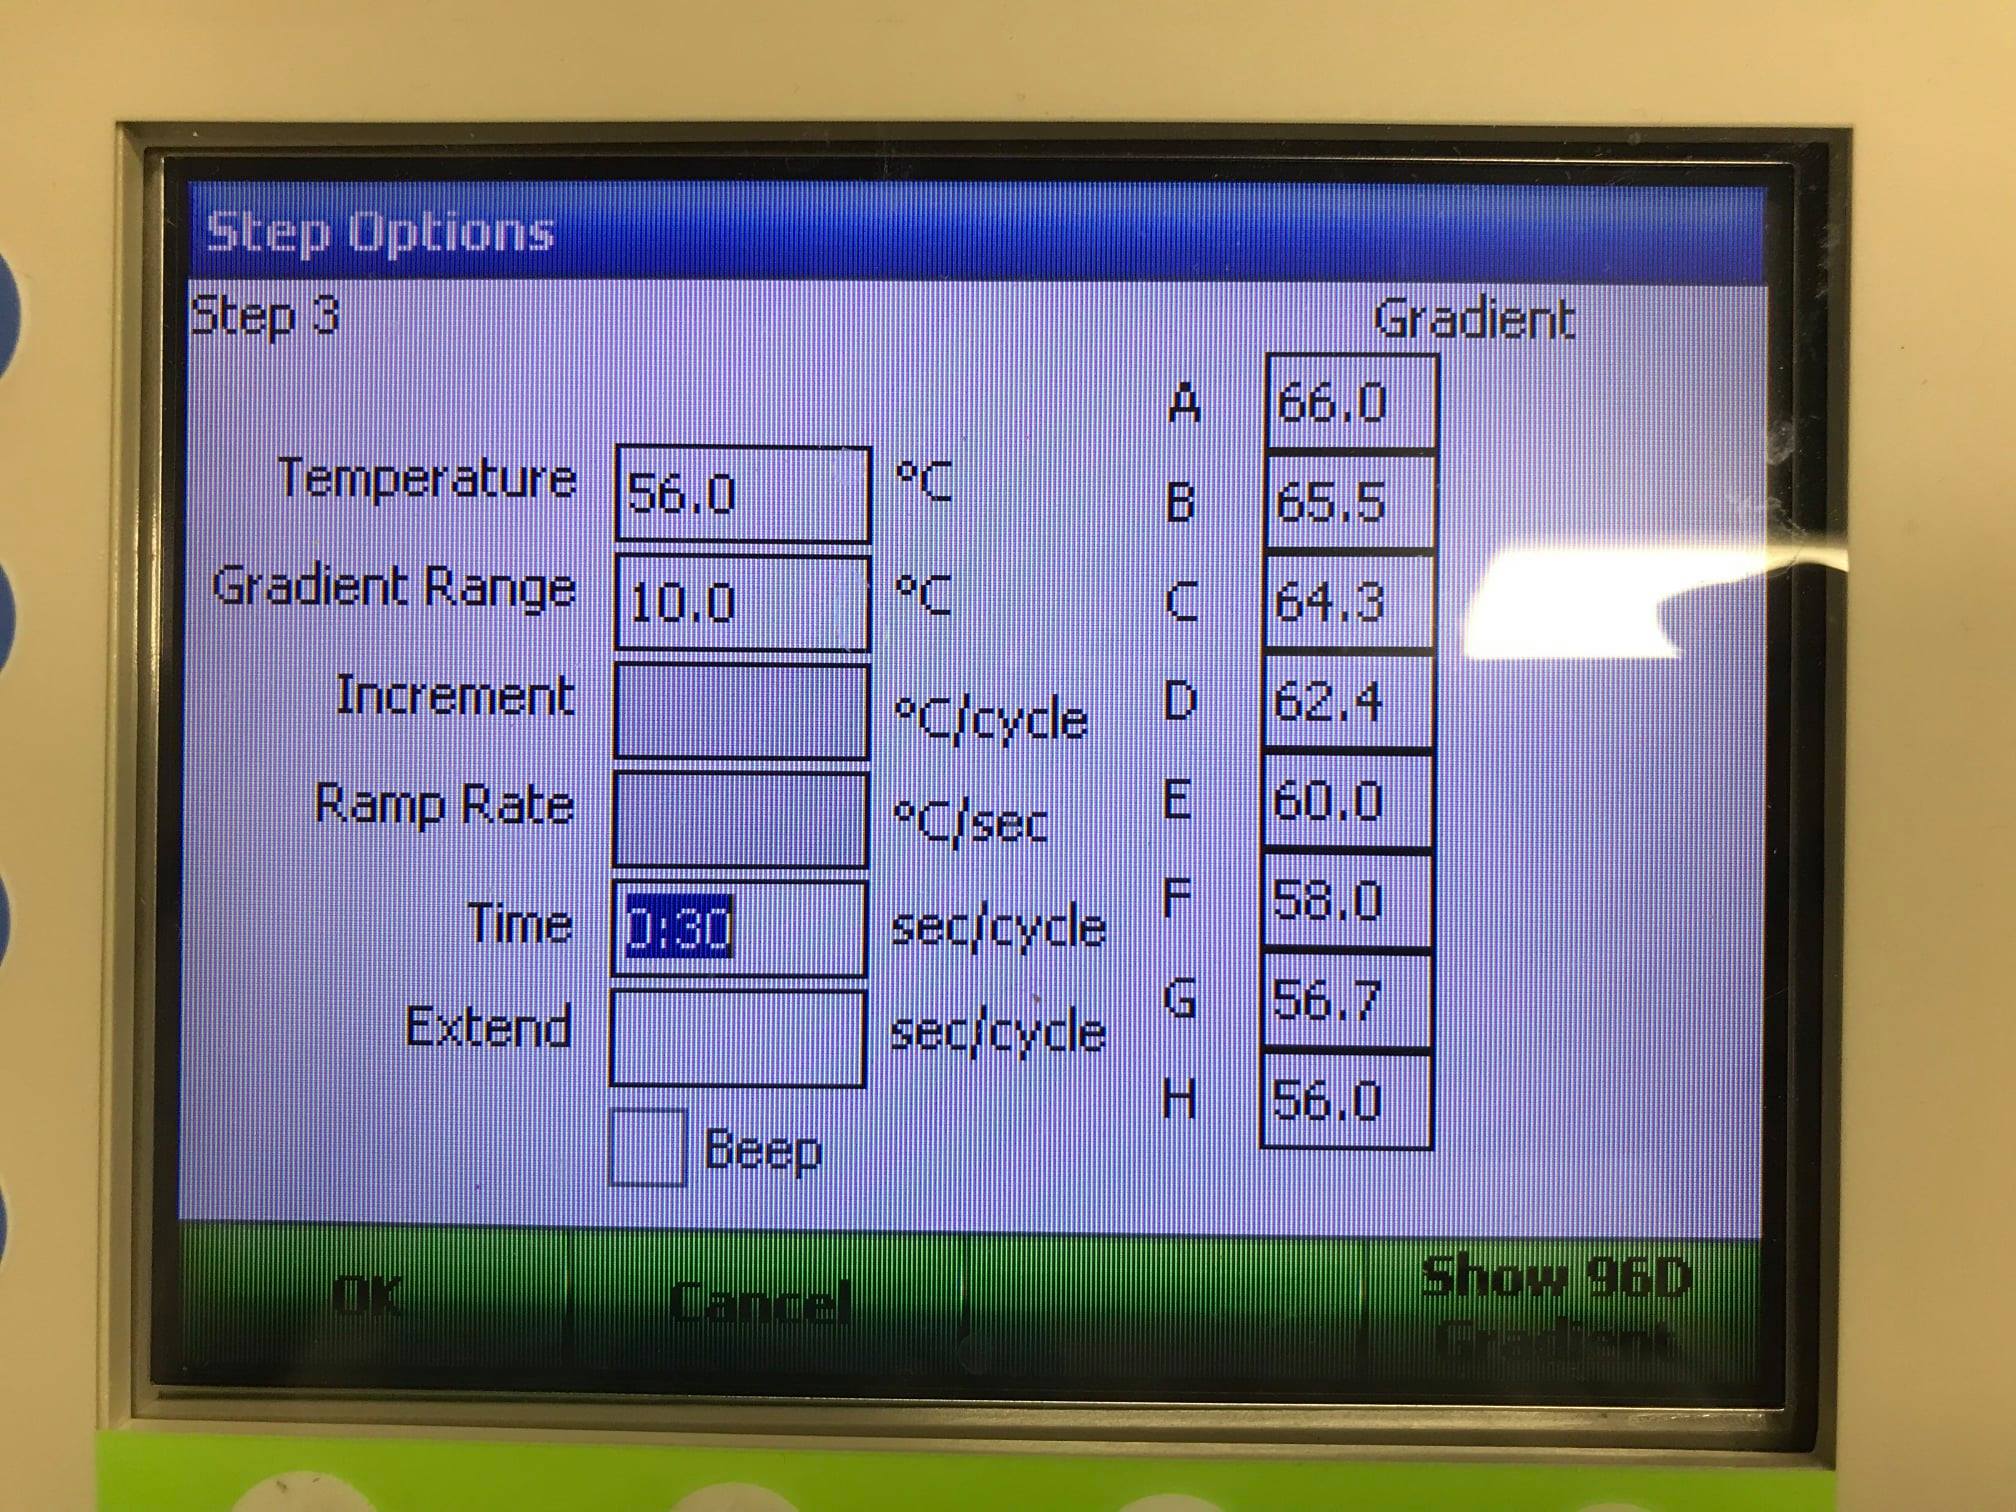 Step Options
Step 3
Gradient
A 66.0
B 65.5
C 64.3
D 62.4
E 60.0
F 58.0
G 56.7
H 56.0
Temperature 56.0 °C
Gradient Range 10.0 °C
Increment °C/cycle
Ramp Rate °C/sec
Time 0:30 sec/cycle
Extend sec/cycle
Beep
OK
Cancel
Show 96D
Gradient